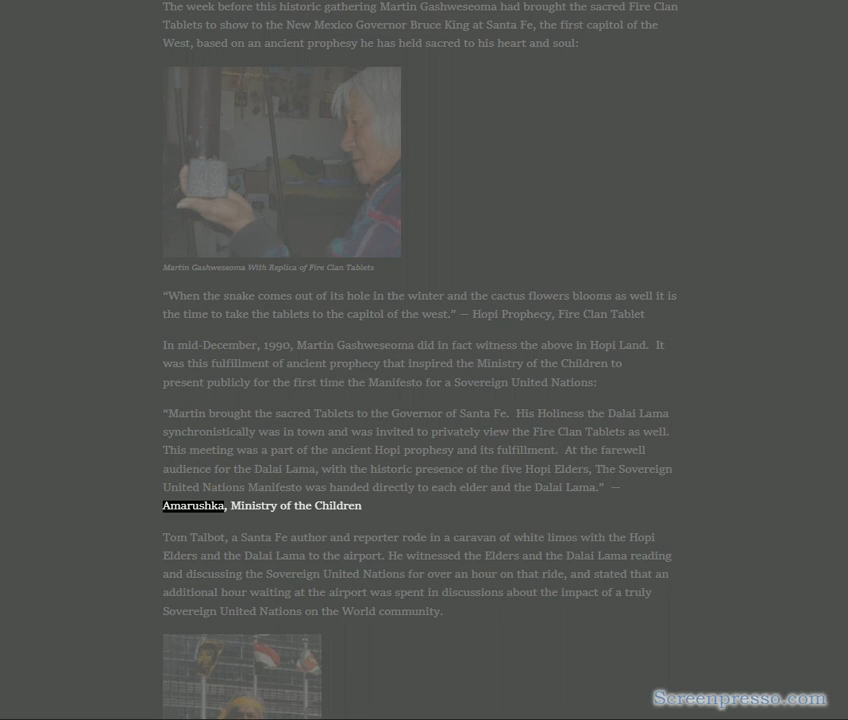 The week before this historic gathering Martin Gashweseoma had brought the sacred Fire Clan
Tablets to show to the New Mexico Governor Bruce King at Santa Fe, the first capitol of the
West, based on an ancient prophesy he has held sacred to his heart and soul:
Martin Gashweseoma With Replica of Fire Clan Tablets
“When the snake comes out of its hole in the winter and the cactus flowers blooms as well it is
the time to take the tablets to the capitol of the west.” — Hopi Prophecy, Fire Clan Tablet
In mid-December, 1990, Martin Gashweseoma did in fact witness the above in Hopi Land. It
was this fulfillment of ancient prophecy that inspired the Ministry of the Children to
present publicly for the first time the Manifesto for a Sovereign United Nations:
“Martin brought the sacred Tablets to the Governor of Santa Fe. His Holiness the Dalai Lama
synchronistically was in town and was invited to privately view the Fire Clan Tablets as well.
This meeting was a part of the ancient Hopi prophesy and its fulfillment. At the farewell
audience for the Dalai Lama, with the historic presence of the five Hopi Elders, The Sovereign
United Nations Manifesto was handed directly to each elder and the Dalai Lama.” —
Amarushka, Ministry of the Children
Tom Talbot, a Santa Fe author and reporter rode in a caravan of white limos with the Hopi
Elders and the Dalai Lama to the airport. He witnessed the Elders and the Dalai Lama reading
and discussing the Sovereign United Nations for over an hour on that ride, and stated that an
additional hour waiting at the airport was spent in discussions about the impact of a truly
Sovereign United Nations on the World community.
Screenpresso.com